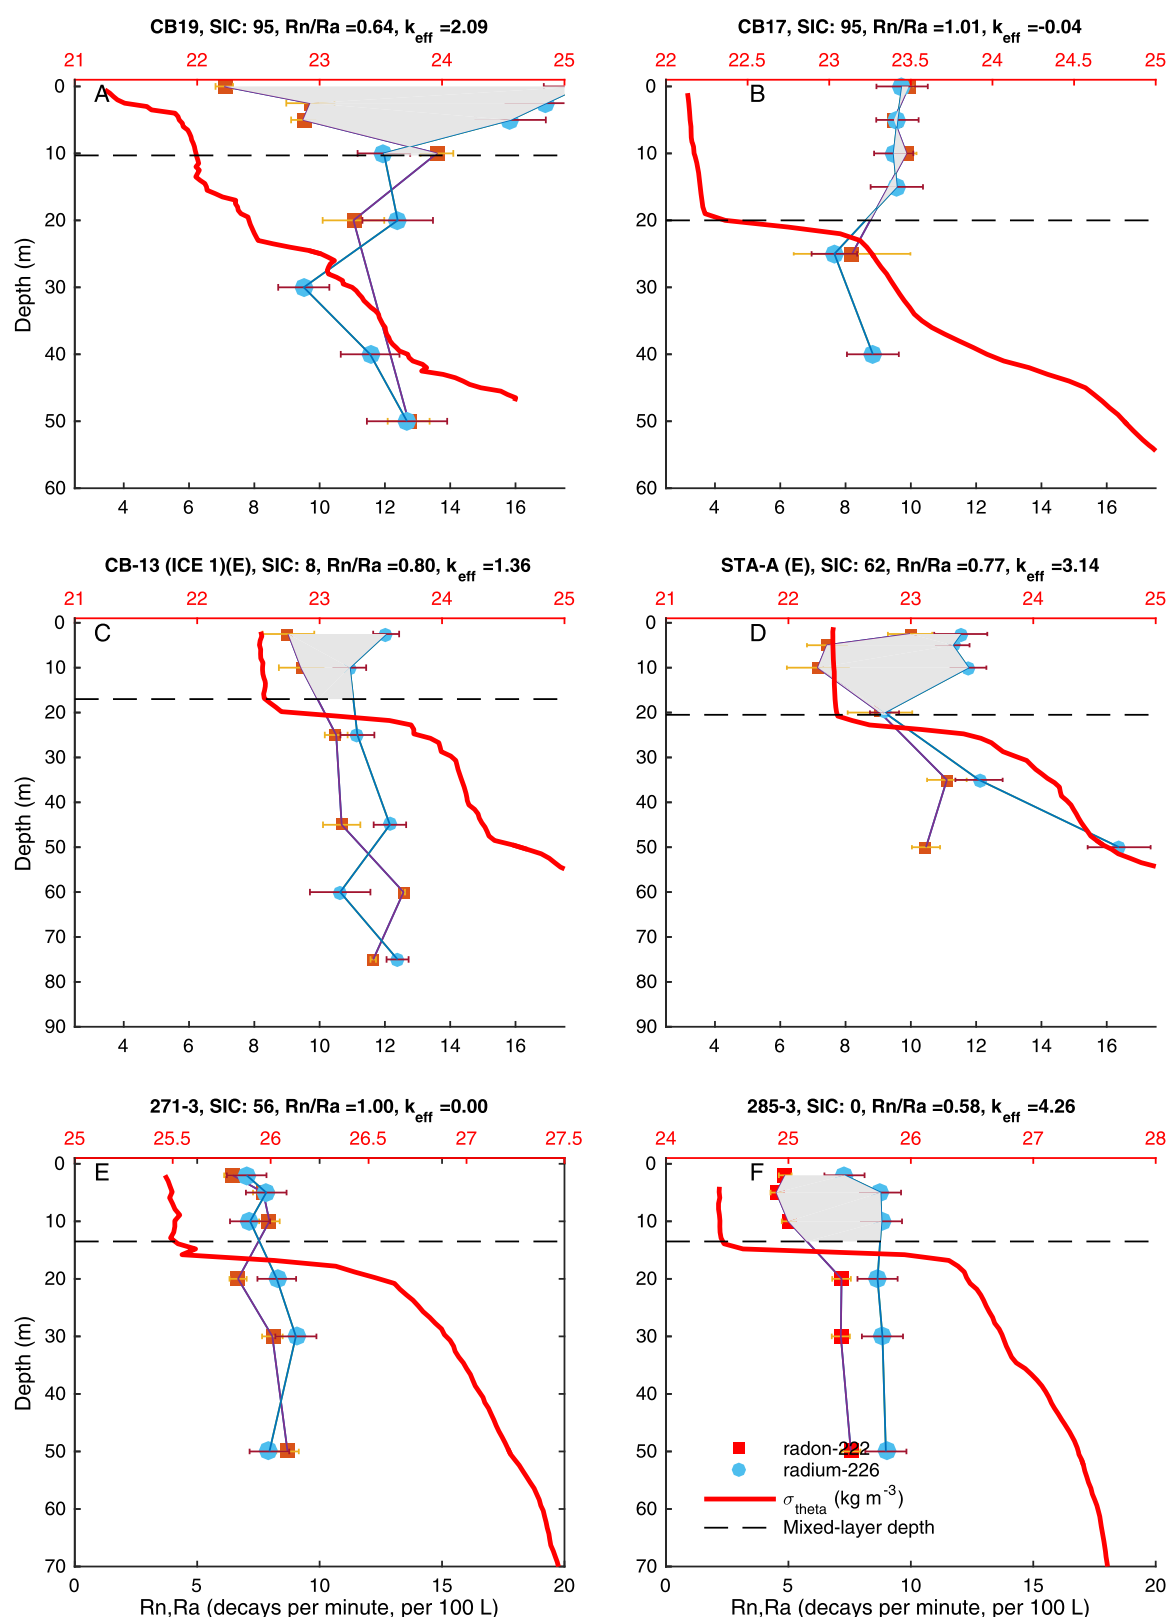 CB19, SIC: 95, Rn/Ra =0.64, keff =2.09
21 22 23 24 25
A
0
10
20
30
40
50
60
Depth (m)
4 6 8 10 12 14 16
CB17, SIC: 95, Rn/Ra =1.01, keff =-0.04
22 22.5 23 23.5 24 24.5 25
B
0
10
20
30
40
50
60
4 6 8 10 12 14 16
CB-13 (ICE 1)(E), SIC: 8, Rn/Ra =0.80, keff =1.36
21 22 23 24 25
C
0
10
20
30
40
50
60
70
80
90
Depth (m)
4 6 8 10 12 14 16
STA-A (E), SIC: 62, Rn/Ra =0.77, keff =3.14
21 22 23 24 25
D
0
10
20
30
40
50
60
70
80
90
4 6 8 10 12 14 16
271-3, SIC: 56, Rn/Ra =1.00, keff =0.00
25 25.5 26 26.5 27 27.5
E
0
10
20
30
40
50
60
70
Depth (m)
0 5 10 15 20
Rn,Ra (decays per minute, per 100 L)
285-3, SIC: 0, Rn/Ra =0.58, keff =4.26
24 25 26 27 28
F
0
10
20
30
40
50
60
70
radon-222
radium-226
σtheta (kg m-3)
Mixed-layer depth
0 5 10 15 20
Rn,Ra (decays per minute, per 100 L)